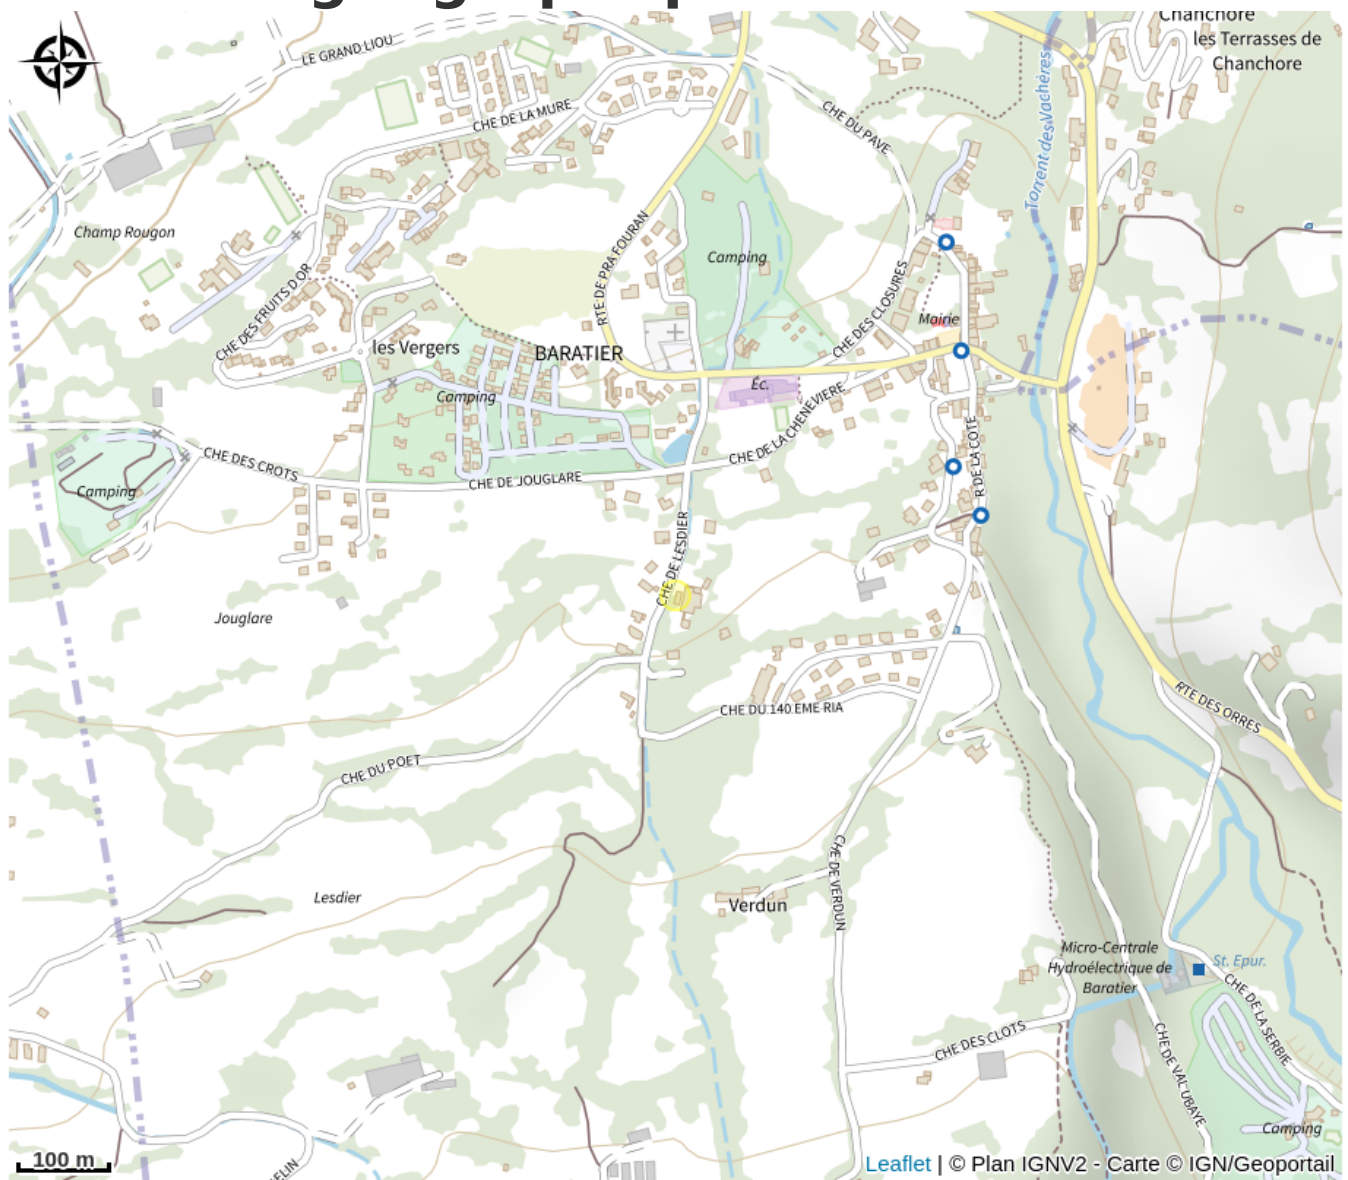 Chanchore
les Terrasses de
Chanchore
LE GRAND LIOU
CHE DE LA MURE
CHE DU PAVE
Torrent des Vachères
Champ Rougon
RTE DE PRA FOURAN
Camping
CHE DES FRUITS D'OR
CHE DES CLOSURES
Mairie
les Vergers
BARATIER
Éc.
Camping
CHE DE LA CHENEVIERE
R DE LA COTE
CHE DES CROTS
CHE DE JOUGLARE
Camping
CHE DE LESDIER
Jouglare
RTE DES ORRES
CHE DU 140 EME RIA
CHE DU POET
CHE DE VERDUN
Lesdier
Verdun
Micro-Centrale
Hydroélectrique de
Baratier
St. Epur.
CHE DE LA SERBIE
CHE DES CLOTS
CHE DE VAL UBAYE
Camping
ELIN
100 m
Leaflet | © Plan IGNV2 - Carte © IGN/Geoportail